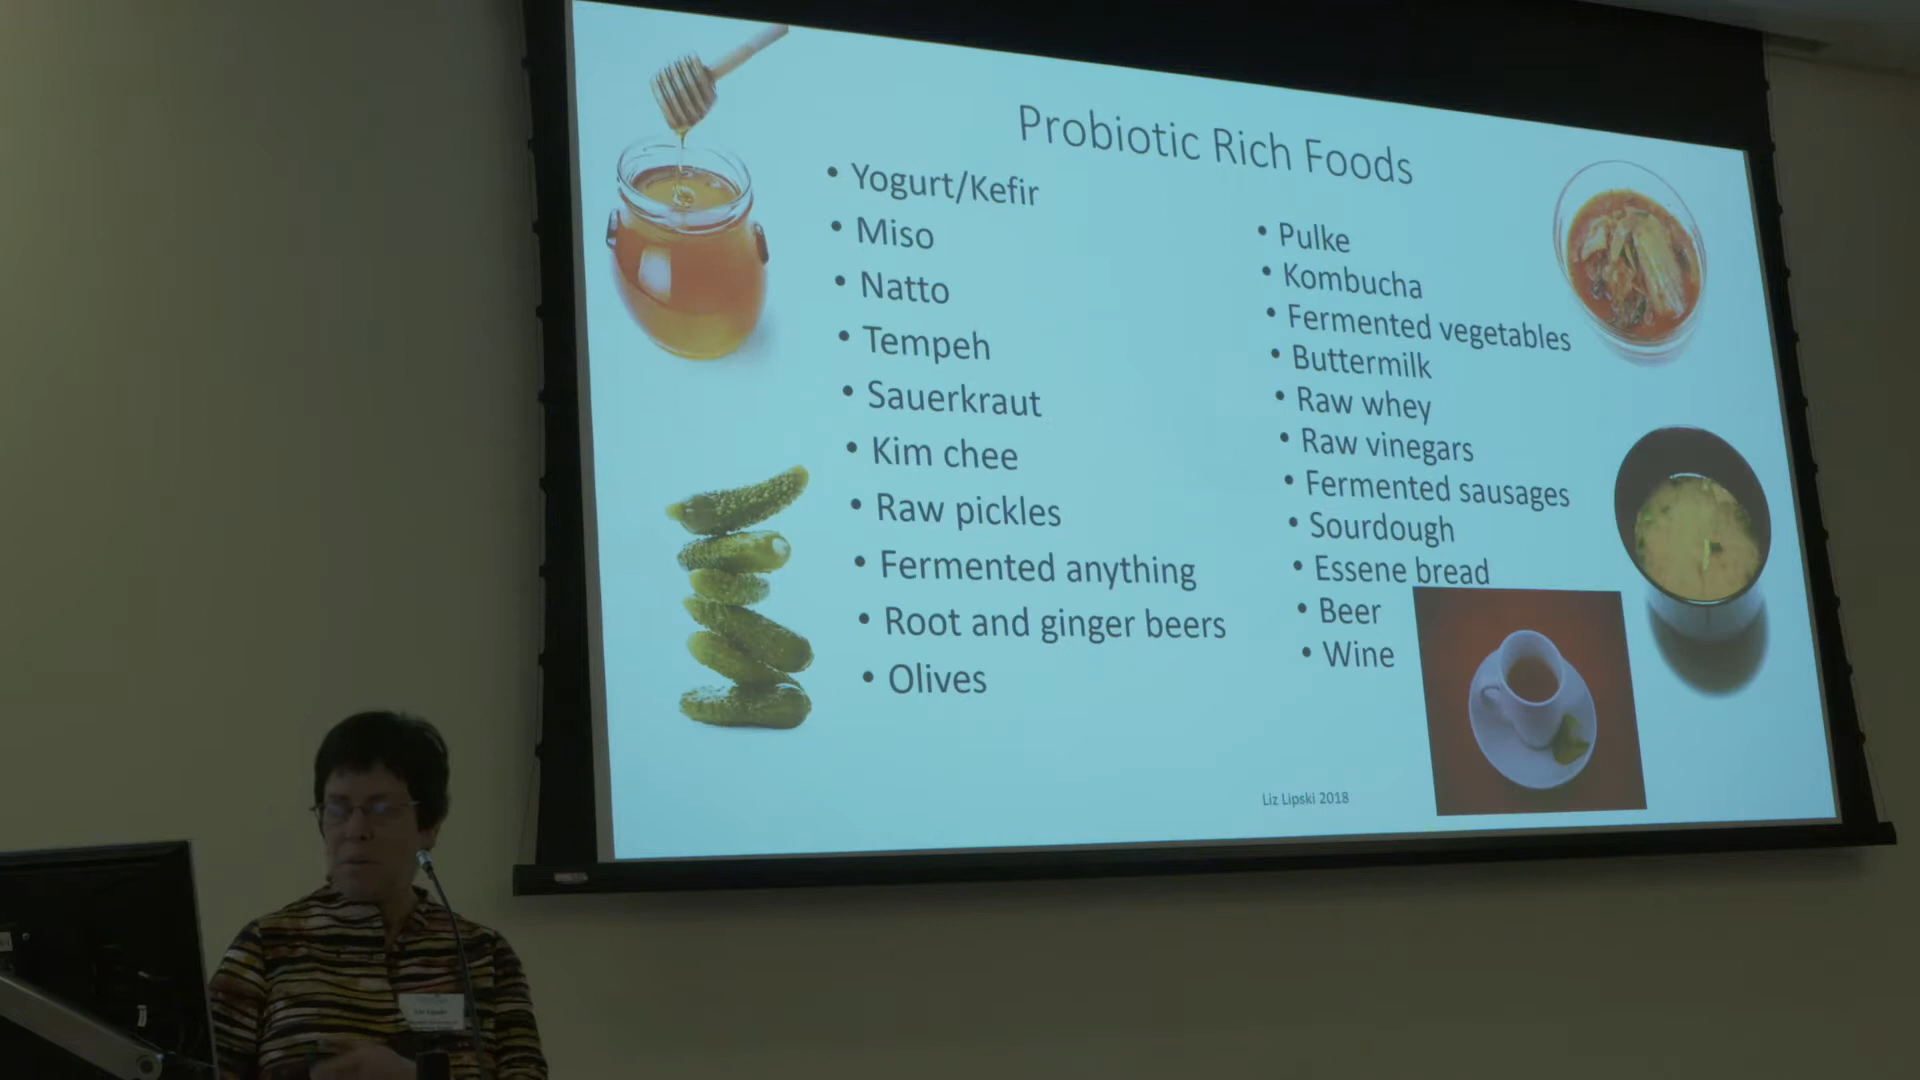 Probiotic Rich Foods
• Yogurt/Kefir
• Miso
• Natto
• Tempeh
• Sauerkraut
• Kim chee
• Raw pickles
• Fermented anything
• Root and ginger beers
• Olives
• Pulke
• Kombucha
• Fermented vegetables
• Buttermilk
• Raw whey
• Raw vinegars
• Fermented sausages
• Sourdough
• Essene bread
• Beer
• Wine
Liz Lipski 2018